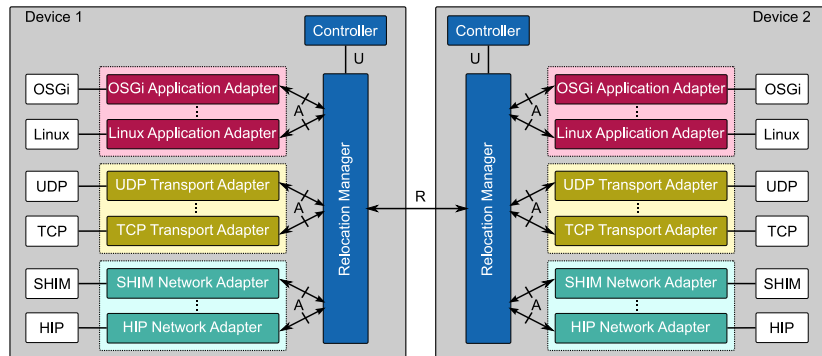 Device 1
Controller
U
OSGi
OSGi Application Adapter
A
Linux
Linux Application Adapter
UDP
UDP Transport Adapter
A
TCP
TCP Transport Adapter
SHIM
SHIM Network Adapter
A
HIP
HIP Network Adapter
Relocation Manager
R
Device 2
Controller
U
Relocation Manager
OSGi Application Adapter
OSGi
A
Linux Application Adapter
Linux
UDP Transport Adapter
UDP
A
TCP Transport Adapter
TCP
SHIM Network Adapter
SHIM
A
HIP Network Adapter
HIP